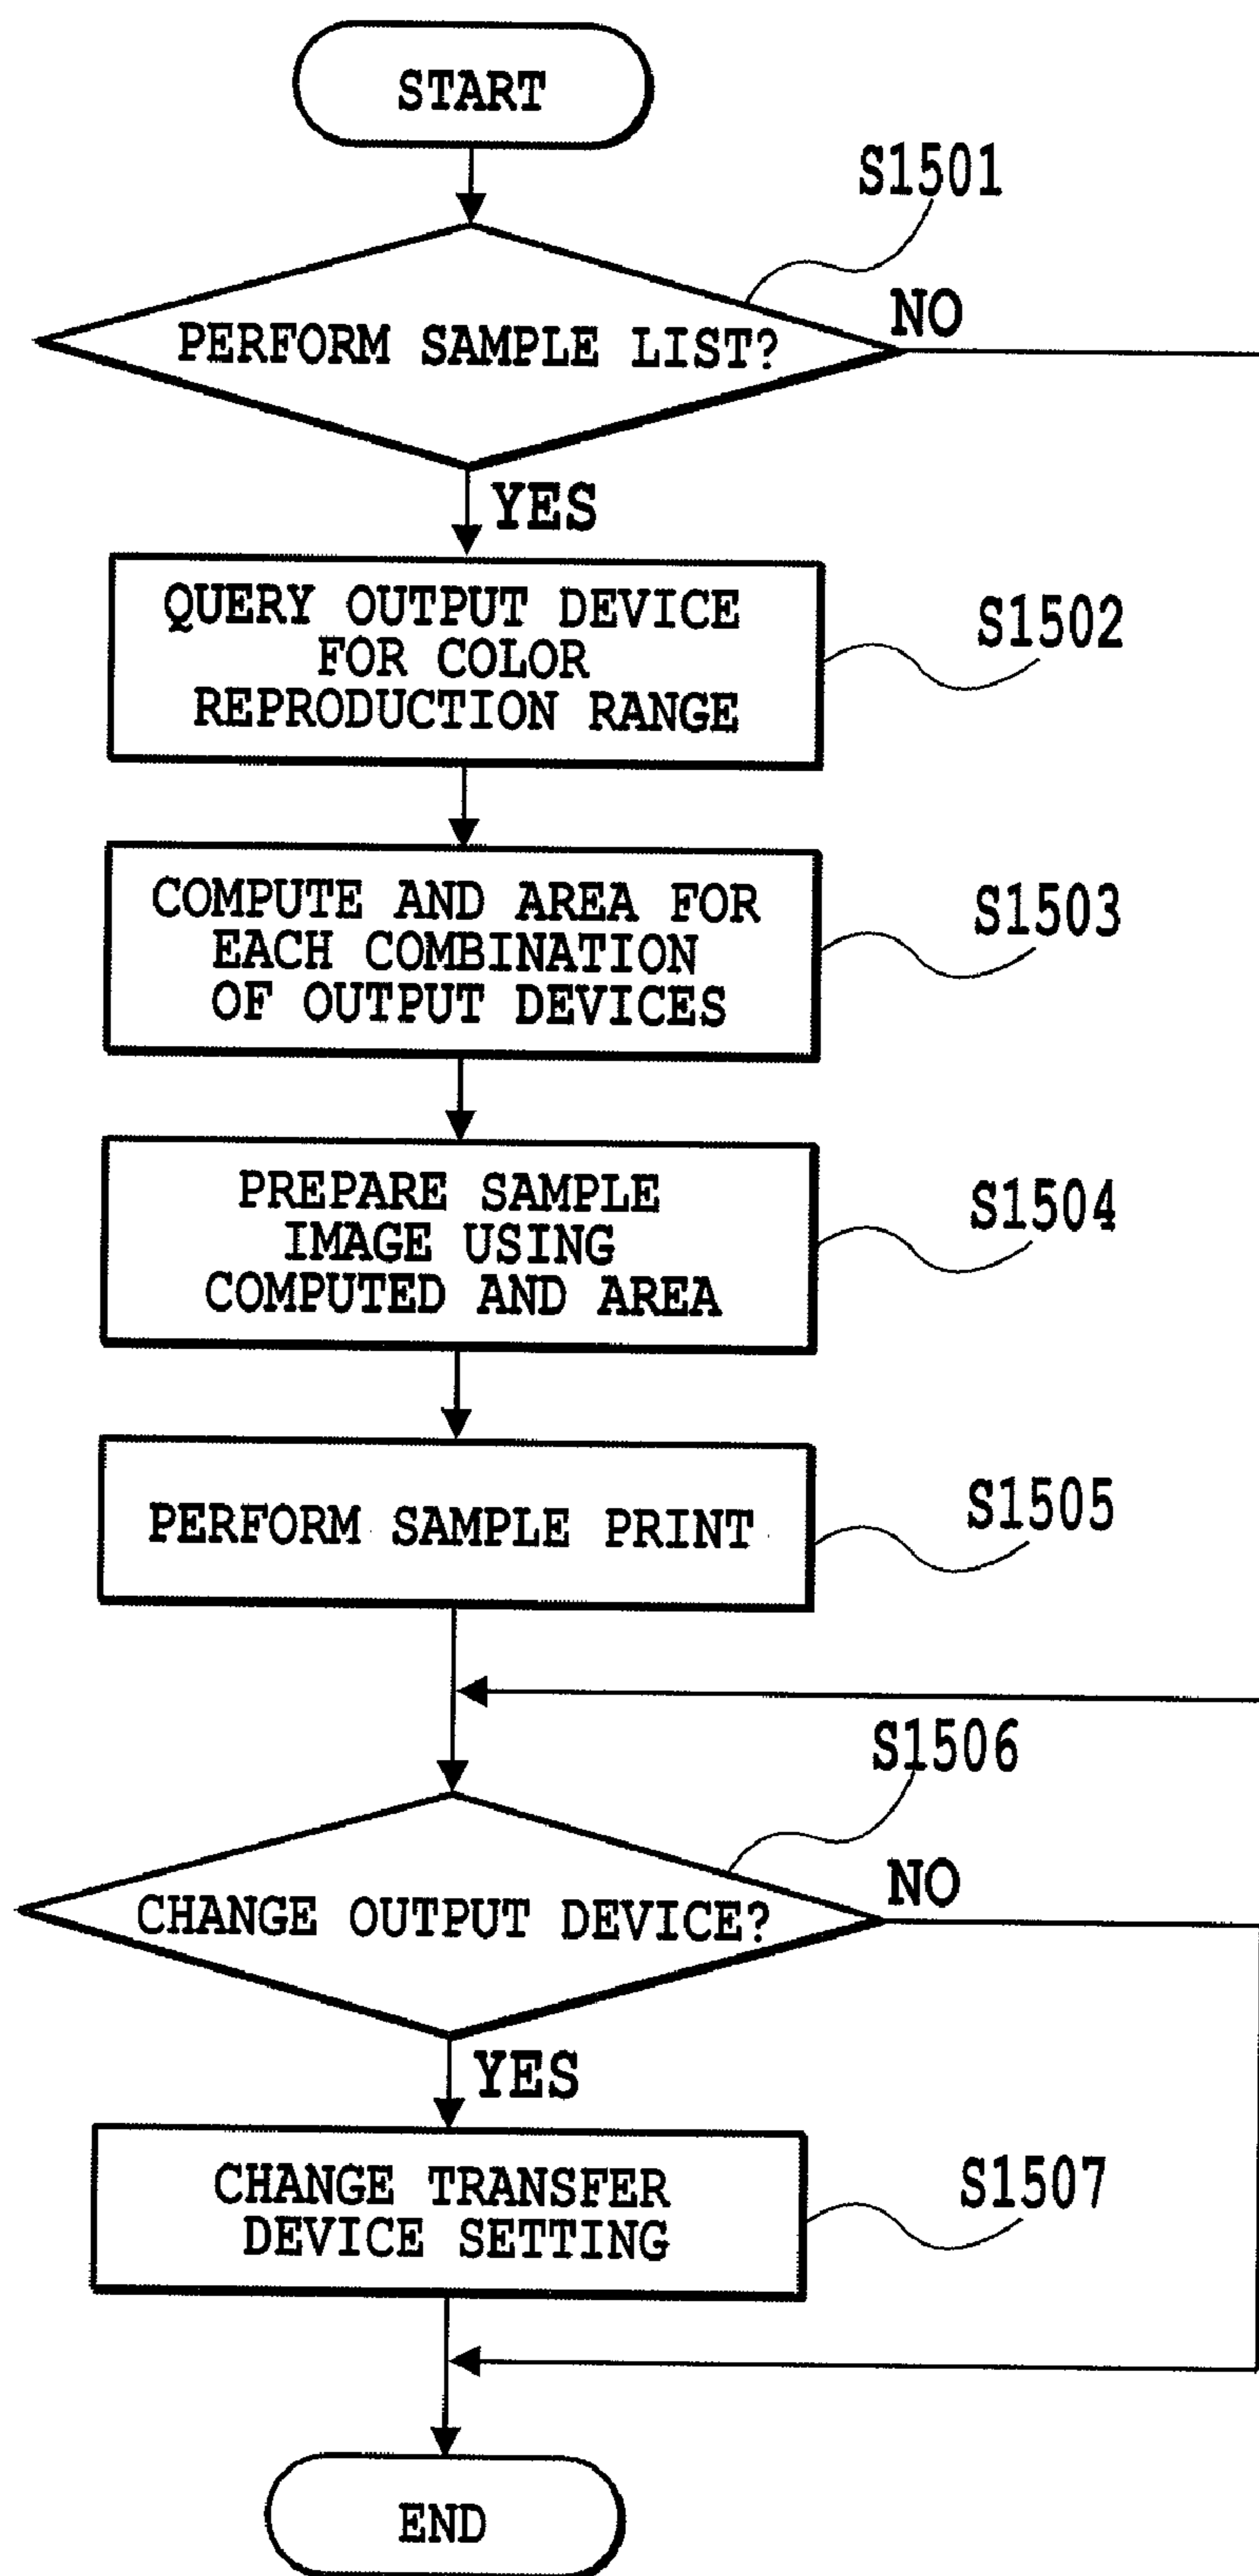 START
S1501
PERFORM SAMPLE LIST?
NO
YES
QUERY OUTPUT DEVICE
FOR COLOR
REPRODUCTION RANGE
S1502
COMPUTE AND AREA FOR
EACH COMBINATION
OF OUTPUT DEVICES
S1503
PREPARE SAMPLE
IMAGE USING
COMPUTED AND AREA
S1504
PERFORM SAMPLE PRINT
S1505
S1506
CHANGE OUTPUT DEVICE?
NO
YES
CHANGE TRANSFER
DEVICE SETTING
S1507
END